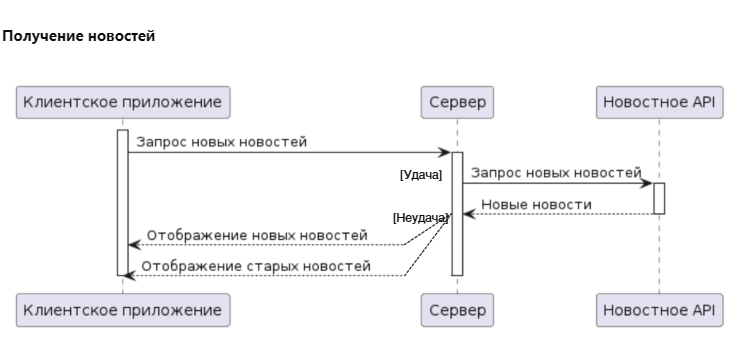 Получение новостей
Клиентское приложение
Сервер
Новостное API
Запрос новых новостей
[Удача]
Запрос новых новостей
Новые новости
[Неудача]
Отображение новых новостей
Отображение старых новостей
Клиентское приложение
Сервер
Новостное API